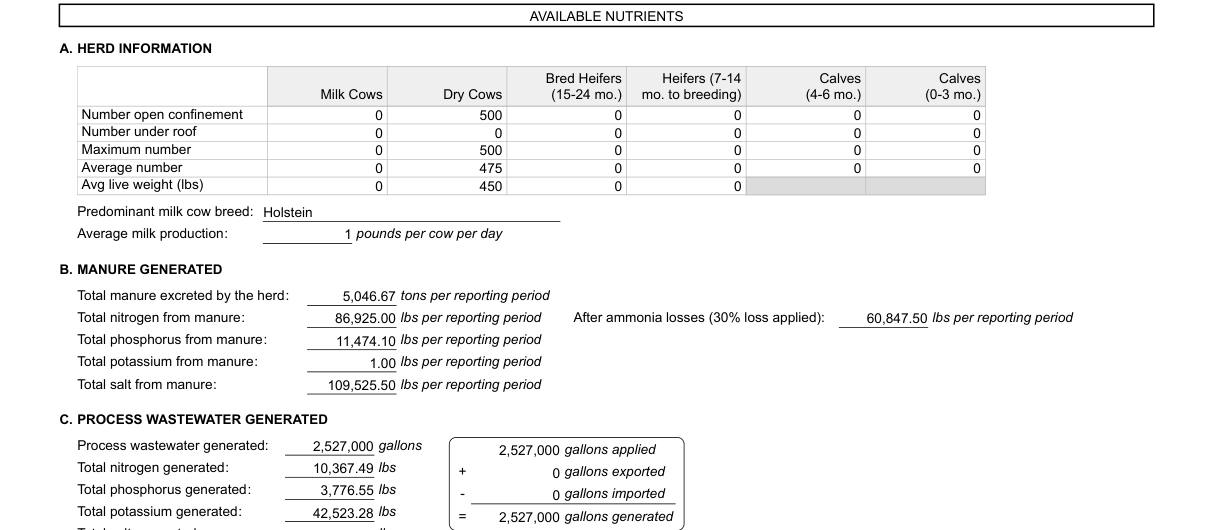 AVAILABLE NUTRIENTS
A. HERD INFORMATION
Milk Cows Dry Cows Bred Heifers (15-24 mo.) Heifers (7-14 mo. to breeding) Calves (4-6 mo.) Calves (0-3 mo.)
Number open confinement 0 500 0 0 0 0
Number under roof 0 0 0 0 0 0
Maximum number 0 500 0 0 0 0
Average number 0 475 0 0 0 0
Avg live weight (lbs) 0 450 0 0
Predominant milk cow breed: Holstein
Average milk production: 1 pounds per cow per day
B. MANURE GENERATED
Total manure excreted by the herd: 5,046.67 tons per reporting period
Total nitrogen from manure: 86,925.00 lbs per reporting period After ammonia losses (30% loss applied): 60,847.50 lbs per reporting period
Total phosphorus from manure: 11,474.10 lbs per reporting period
Total potassium from manure: 1.00 lbs per reporting period
Total salt from manure: 109,525.50 lbs per reporting period
C. PROCESS WASTEWATER GENERATED
Process wastewater generated: 2,527,000 gallons 2,527,000 gallons applied
Total nitrogen generated: 10,367.49 lbs + 0 gallons exported
Total phosphorus generated: 3,776.55 lbs - 0 gallons imported
Total potassium generated: 42,523.28 lbs = 2,527,000 gallons generated